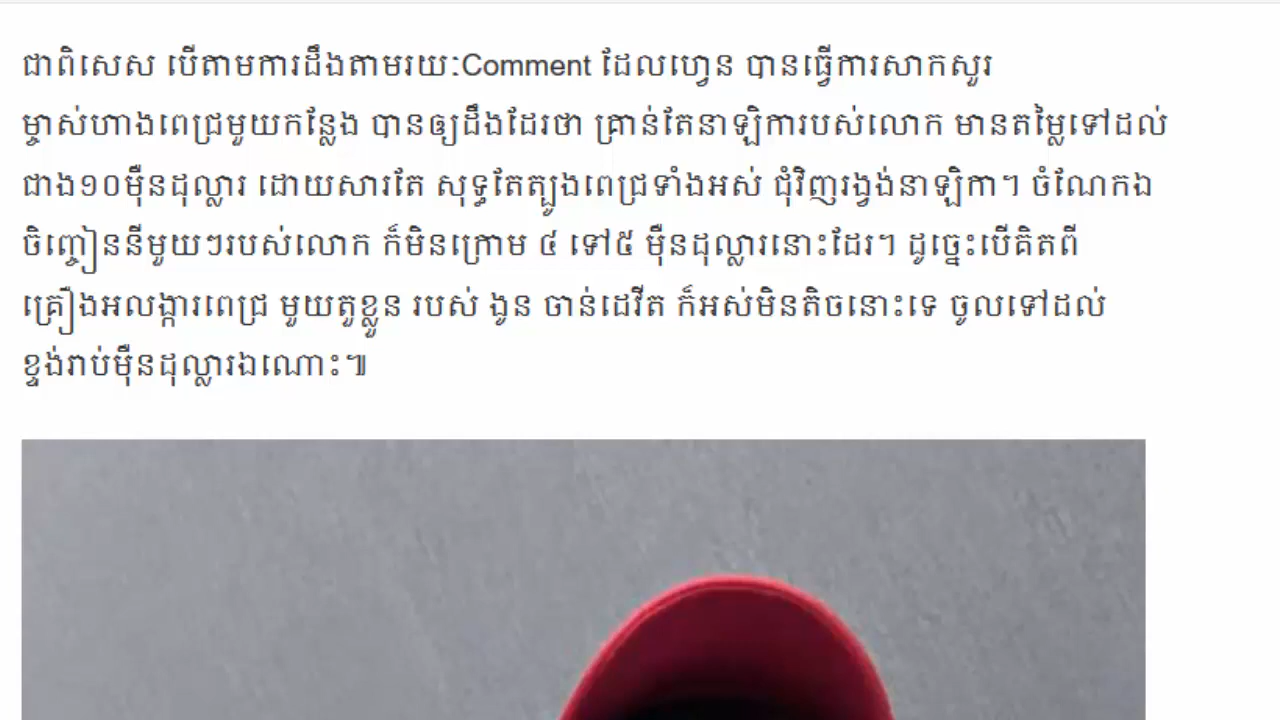 ជាពិសេស បើតាមការដឹងតាមរយៈComment ដែលហ្វេន បានធ្វើការសាកសួរ
ម្ចាស់ហាងពេជ្រមួយកន្លែង បានឲ្យដឹងដែរថា គ្រាន់តែនាឡិការបស់លោក មានតម្លៃទៅដល់
ជាង១០ម៉ឺនដុល្លារ ដោយសារតែ សុទ្ធតែត្បូងពេជ្រទាំងអស់ ជុំវិញរង្វង់នាឡិកា។ ចំណែកឯ
ចិញ្ចៀននីមួយៗរបស់លោក ក៏មិនក្រោម ៤ ទៅ៥ ម៉ឺនដុល្លារនោះដែរ។ ដូច្នេះបើគិតពី
គ្រឿងអលង្ការពេជ្រ មួយតួខ្លួន របស់ ងូន ចាន់ដេវីត ក៏អស់មិនតិចនោះទេ ចូលទៅដល់
ខ្ទង់រាប់ម៉ឺនដុល្លារឯណោះ៕